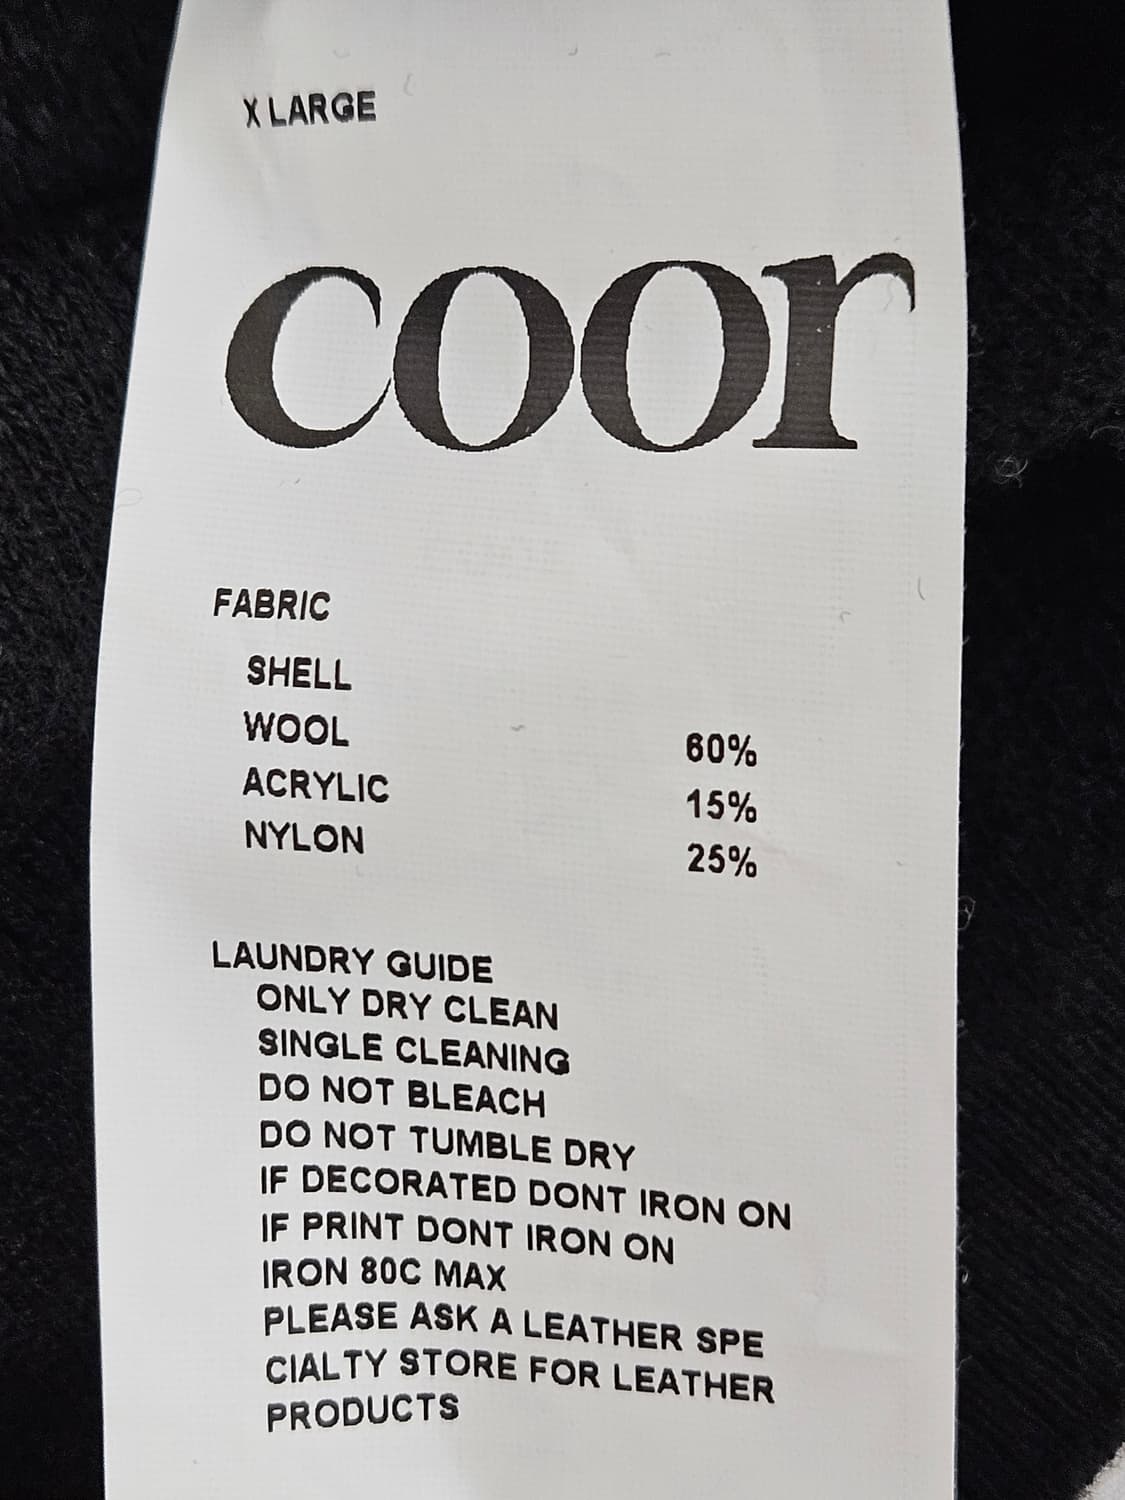 X LARGE
coor
FABRIC
SHELL
WOOL 60%
ACRYLIC 15%
NYLON 25%
LAUNDRY GUIDE
ONLY DRY CLEAN
SINGLE CLEANING
DO NOT BLEACH
DO NOT TUMBLE DRY
IF DECORATED DONT IRON ON
IF PRINT DONT IRON ON
IRON 80C MAX
PLEASE ASK A LEATHER SPE
CIALTY STORE FOR LEATHER
PRODUCTS